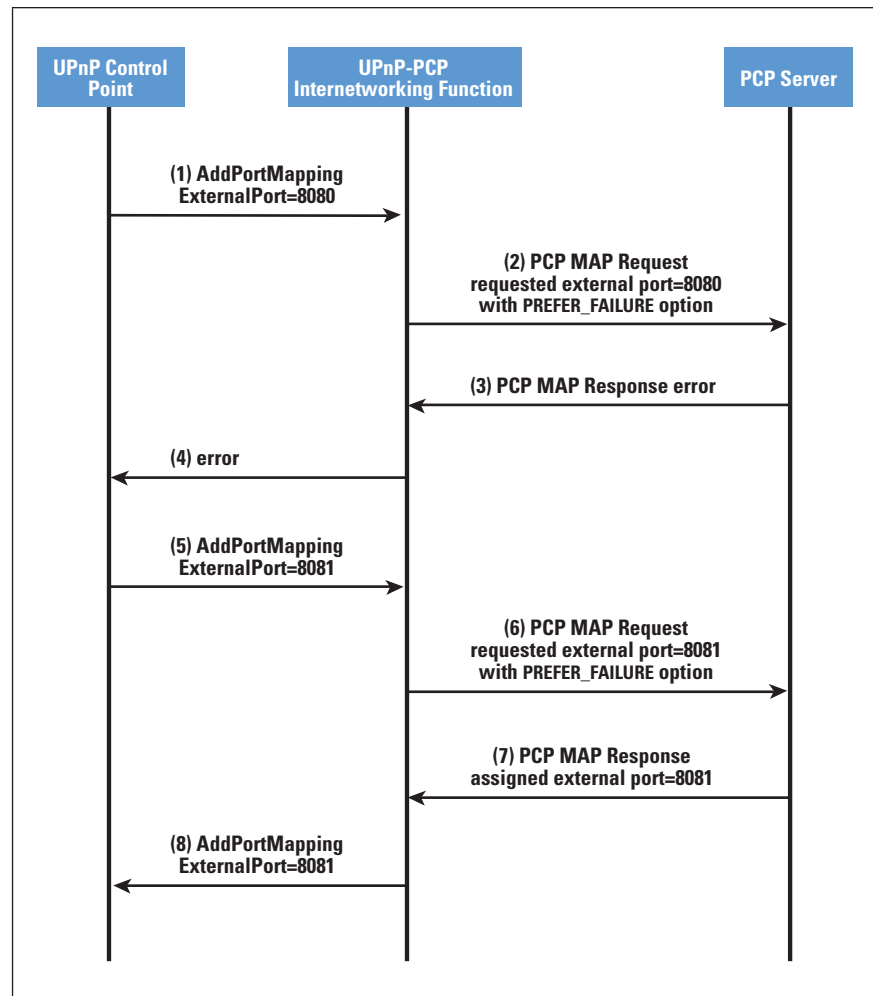 UPnP Control
Point
UPnP-PCP
Internetworking Function
PCP Server
(1) AddPortMapping
ExternalPort=8080
(2) PCP MAP Request
requested external port=8080
with PREFER_FAILURE option
(3) PCP MAP Response error
(4) error
(5) AddPortMapping
ExternalPort=8081
(6) PCP MAP Request
requested external port=8081
with PREFER_FAILURE option
(7) PCP MAP Response
assigned external port=8081
(8) AddPortMapping
ExternalPort=8081